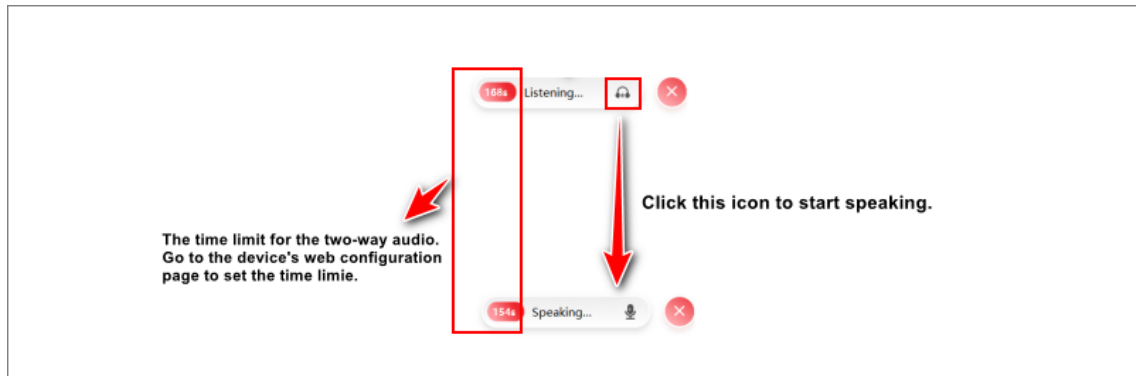 168s Listening...
Click this icon to start speaking.
The time limit for the two-way audio.
Go to the device's web configuration
page to set the time limie.
154s Speaking...